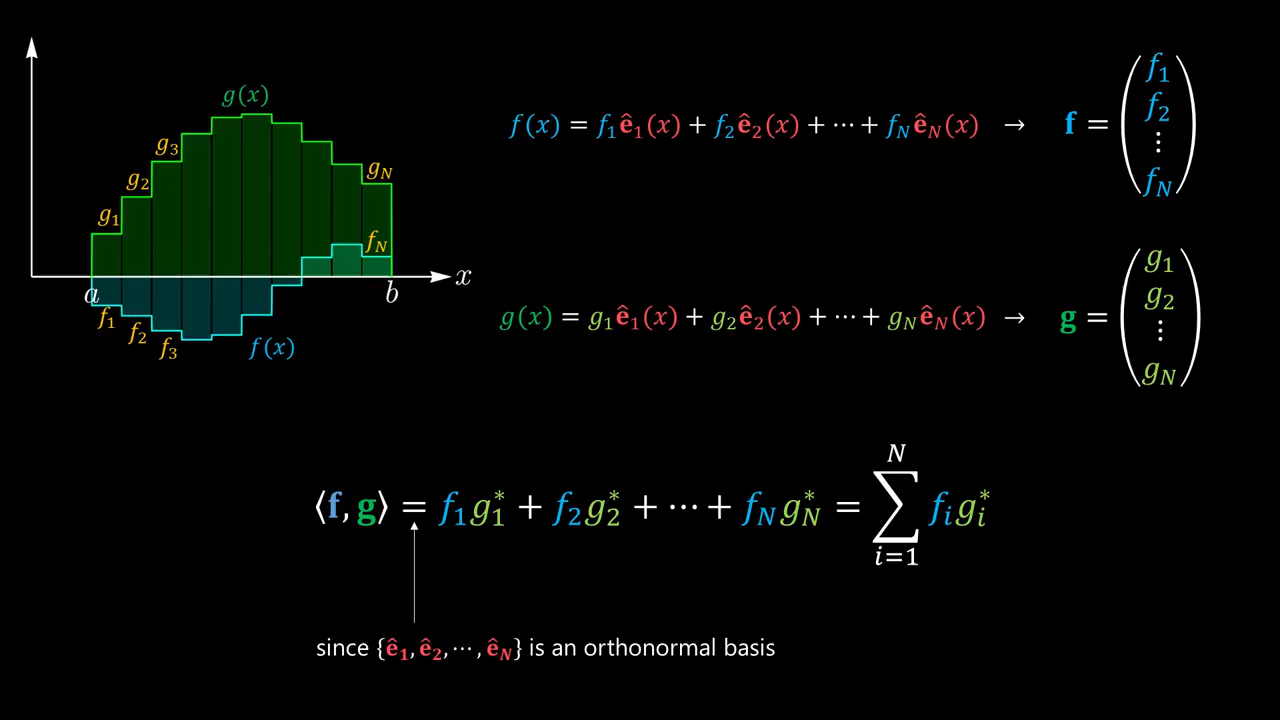 g(x)
g₃
g₂
g_N
g₁
f_N
x
a
b
f₁
f₂
f₃
f(x)
f(x) = f₁ê₁(x) + f₂ê₂(x) + ⋯ + f_Nê_N(x) → 𝐟 = (f₁ f₂ ⋮ f_N)
g(x) = g₁ê₁(x) + g₂ê₂(x) + ⋯ + g_Nê_N(x) → 𝐠 = (g₁ g₂ ⋮ g_N)
⟨𝐟, 𝐠⟩ = f₁g₁* + f₂g₂* + ⋯ + f_Ng_N* = ∑_{i=1}^{N} f_ig_i*
since {ê₁, ê₂, ⋯ , ê_N} is an orthonormal basis